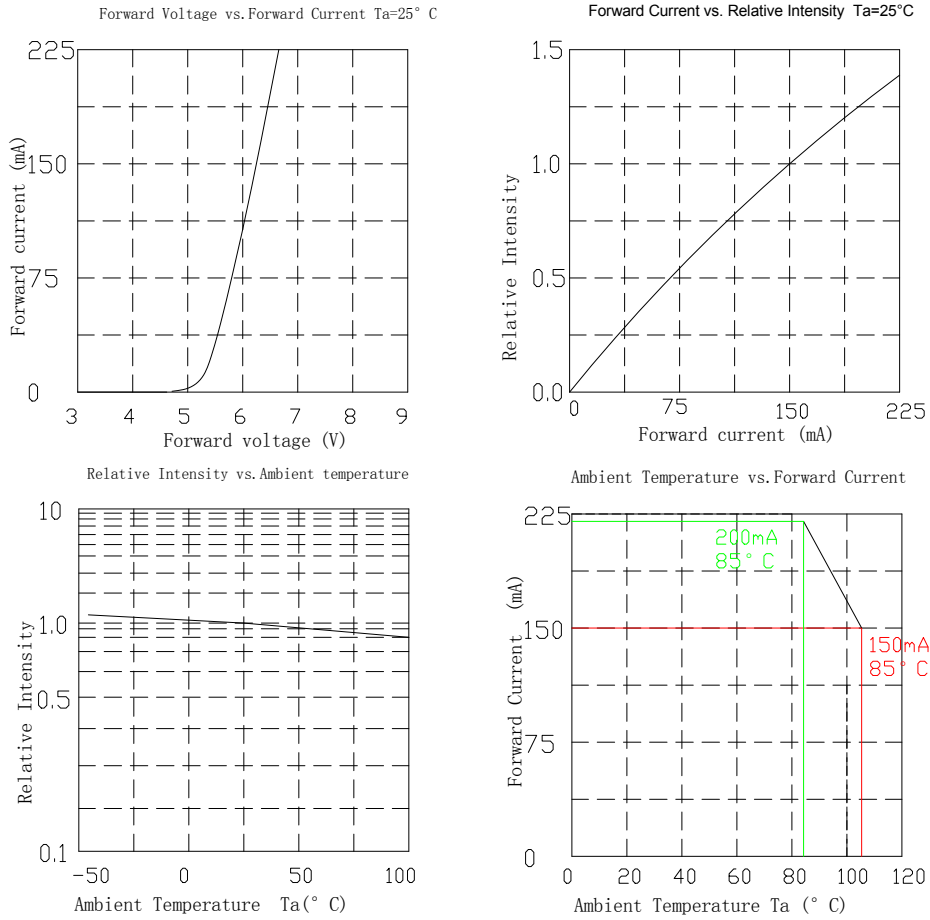 Forward Voltage vs.Forward Current Ta=25° C
225
150
75
0
Forward current (mA)
3 4 5 6 7 8 9
Forward voltage (V)
Forward Current vs. Relative Intensity Ta=25°C
1.5
1.0
0.5
0.0
Relative Intensity
0 75 150 225
Forward current (mA)
Relative Intensity vs.Ambient temperature
10
1.0
0.5
0.1
Relative Intensity
-50 0 50 100
Ambient Temperature Ta(° C)
Ambient Temperature vs.Forward Current
225
150
75
0
Forward Current (mA)
200mA
85° C
150mA
85° C
0 20 40 60 80 100 120
Ambient Temperature Ta (° C)